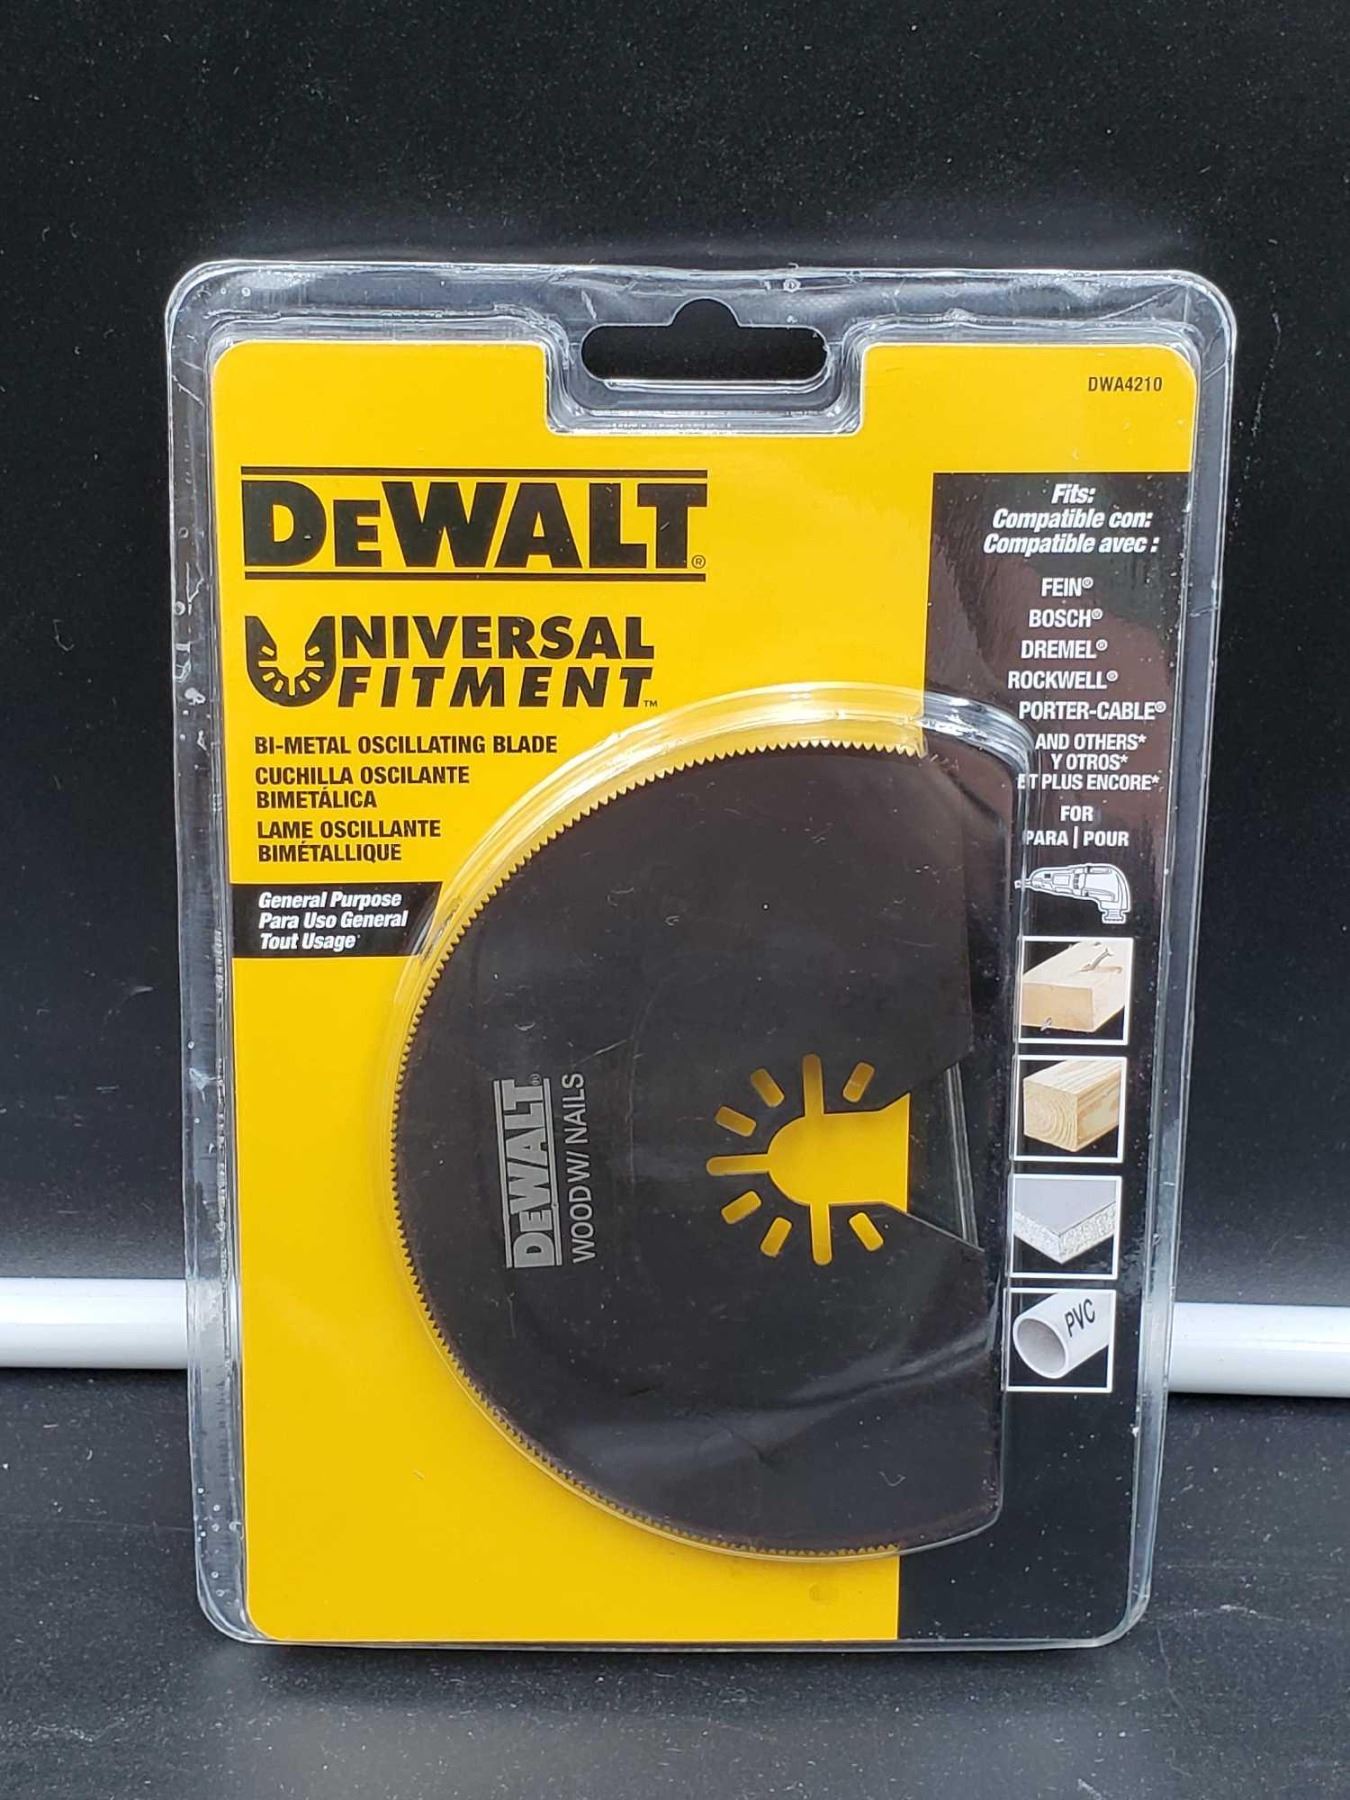 DWA4210
DEWALT®
UNIVERSAL
FITMENT™
BI-METAL OSCILLATING BLADE
CUCHILLA OSCILANTE
BIMETÁLICA
LAME OSCILLANTE
BIMÉTALLIQUE
General Purpose
Para Uso General
Tout Usage
Fits:
Compatible con:
Compatible avec :
FEIN®
BOSCH®
DREMEL®
ROCKWELL®
PORTER-CABLE®
AND OTHERS*
Y OTROS*
ET PLUS ENCORE*
FOR
PARA | POUR
PVC
DEWALT®
WOOD W/ NAILS